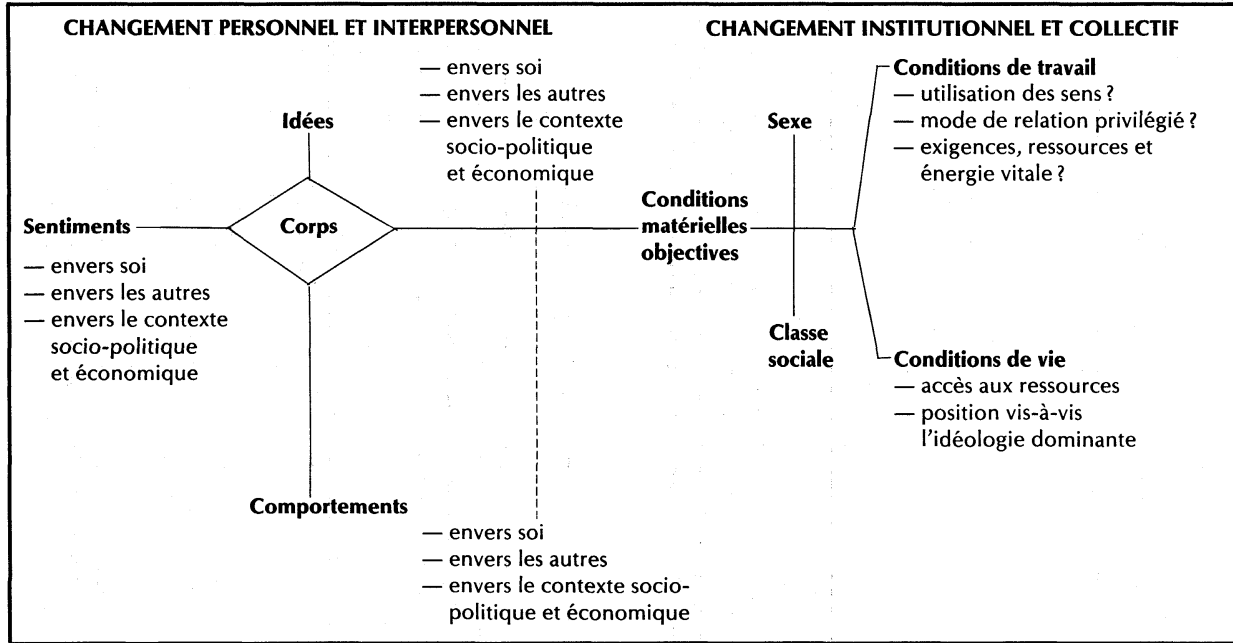 CHANGEMENT PERSONNEL ET INTERPERSONNEL
— envers soi
— envers les autres
— envers le contexte
socio-politique
et économique
Idées
Sentiments
Corps
— envers soi
— envers les autres
— envers le contexte
socio-politique
et économique
Comportements
— envers soi
— envers les autres
— envers le contexte socio-
politique et économique
CHANGEMENT INSTITUTIONNEL ET COLLECTIF
Conditions
matérielles
objectives
Sexe
Classe
sociale
Conditions de travail
— utilisation des sens ?
— mode de relation privilégié ?
— exigences, ressources et
énergie vitale ?
Conditions de vie
— accès aux ressources
— position vis-à-vis
l'idéologie dominante